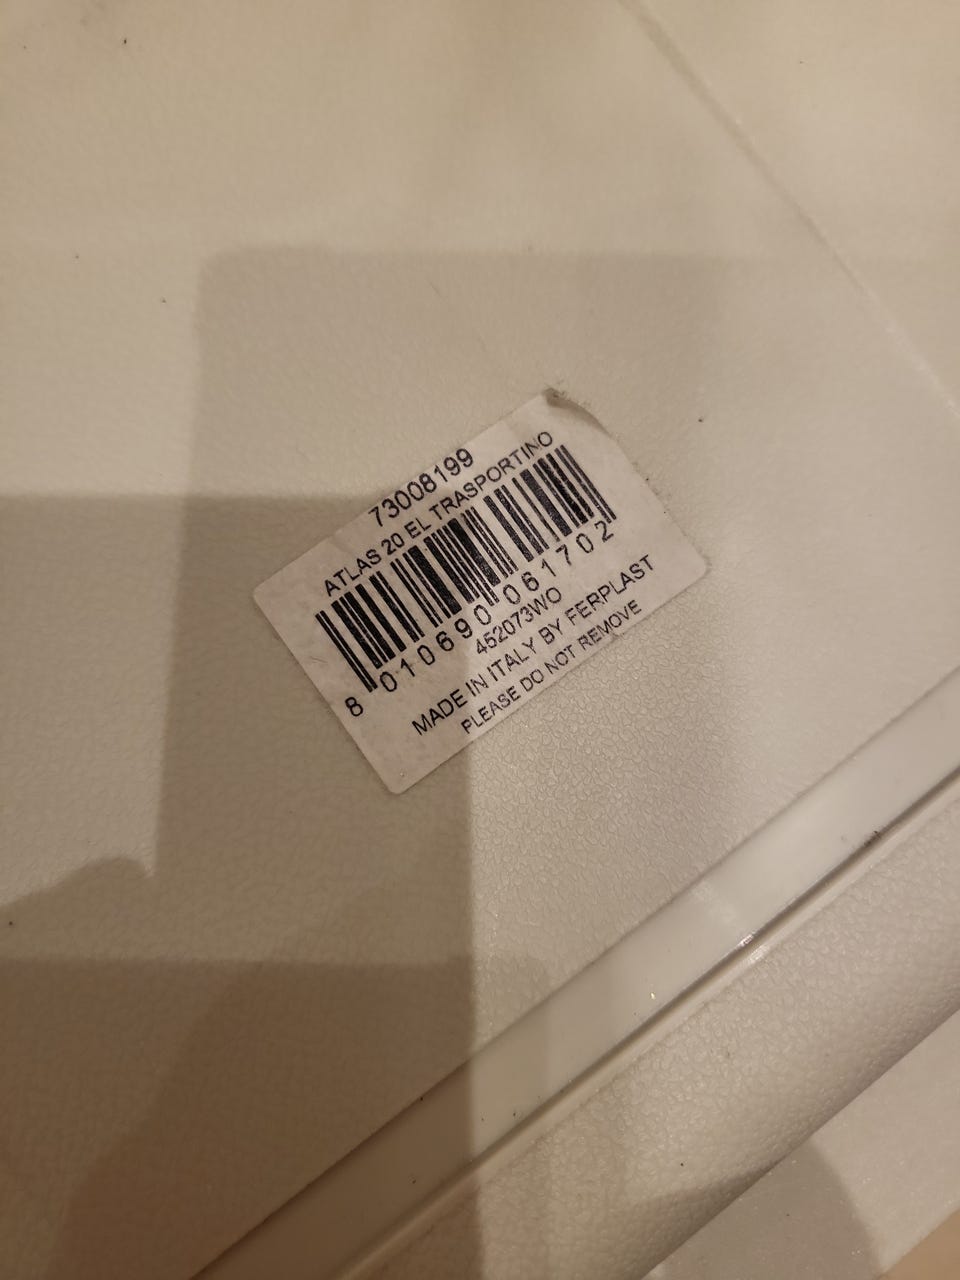 73008199
ATLAS 20 EL TRASPORTINO
8 010690 061702
452073WO
MADE IN ITALY BY FERPLAST
PLEASE DO NOT REMOVE